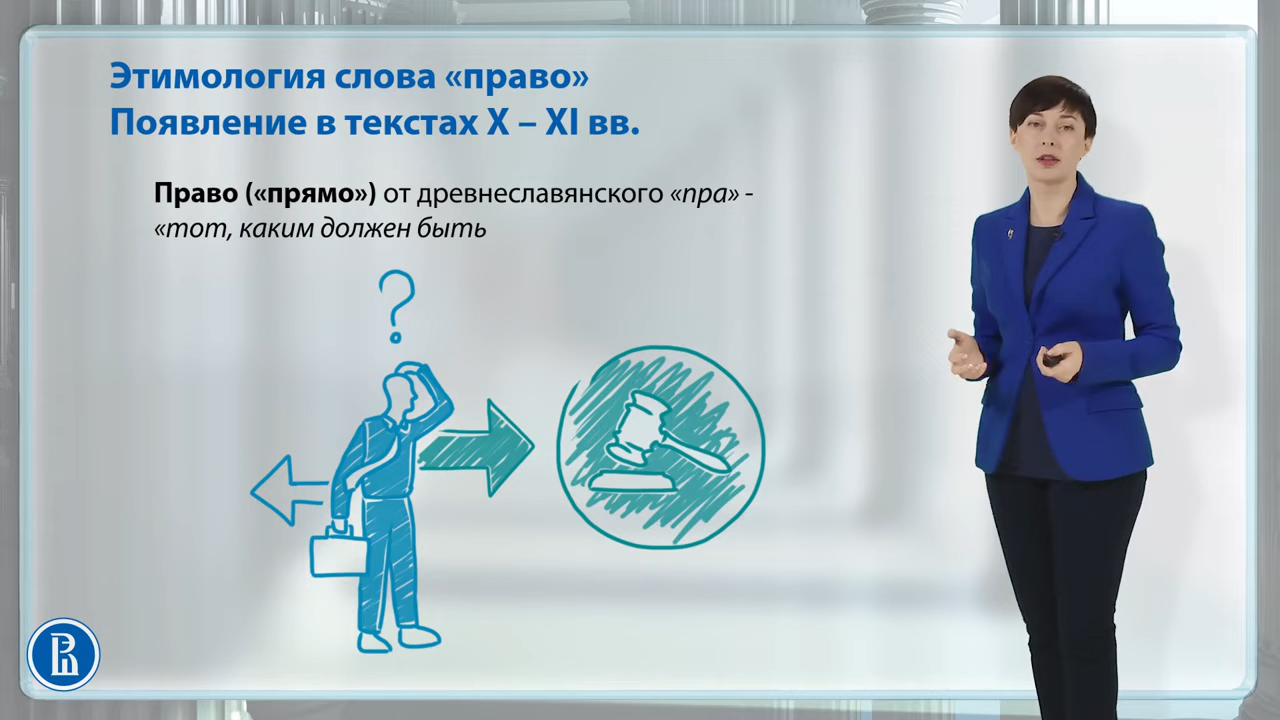 Этимология слова «право»
Появление в текстах X – XI вв.
Право («прямо») от древнеславянского «пра» -
«тот, каким должен быть
?